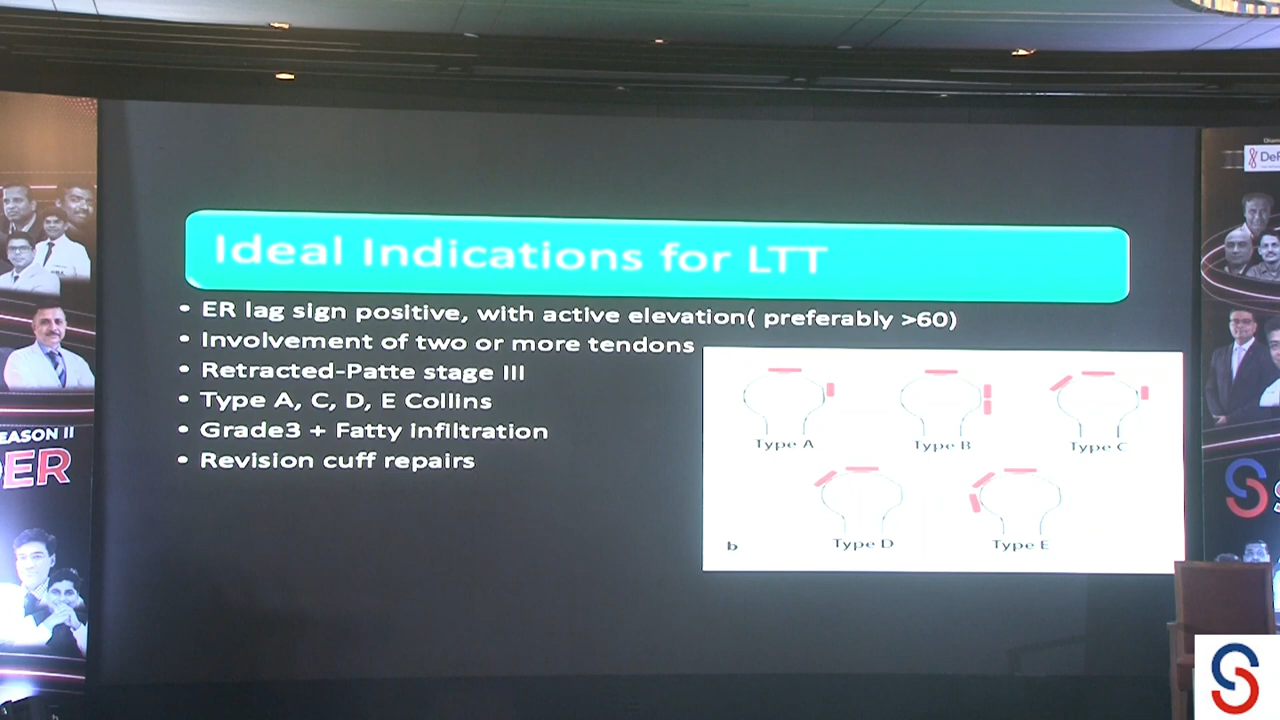 Ideal Indications for LTT
• ER lag sign positive, with active elevation( preferably >60)
• Involvement of two or more tendons
• Retracted-Patte stage III
• Type A, C, D, E Collins
• Grade3 + Fatty infiltration
• Revision cuff repairs
Type A
Type B
Type C
Type D
Type E
b
EASON II
ER